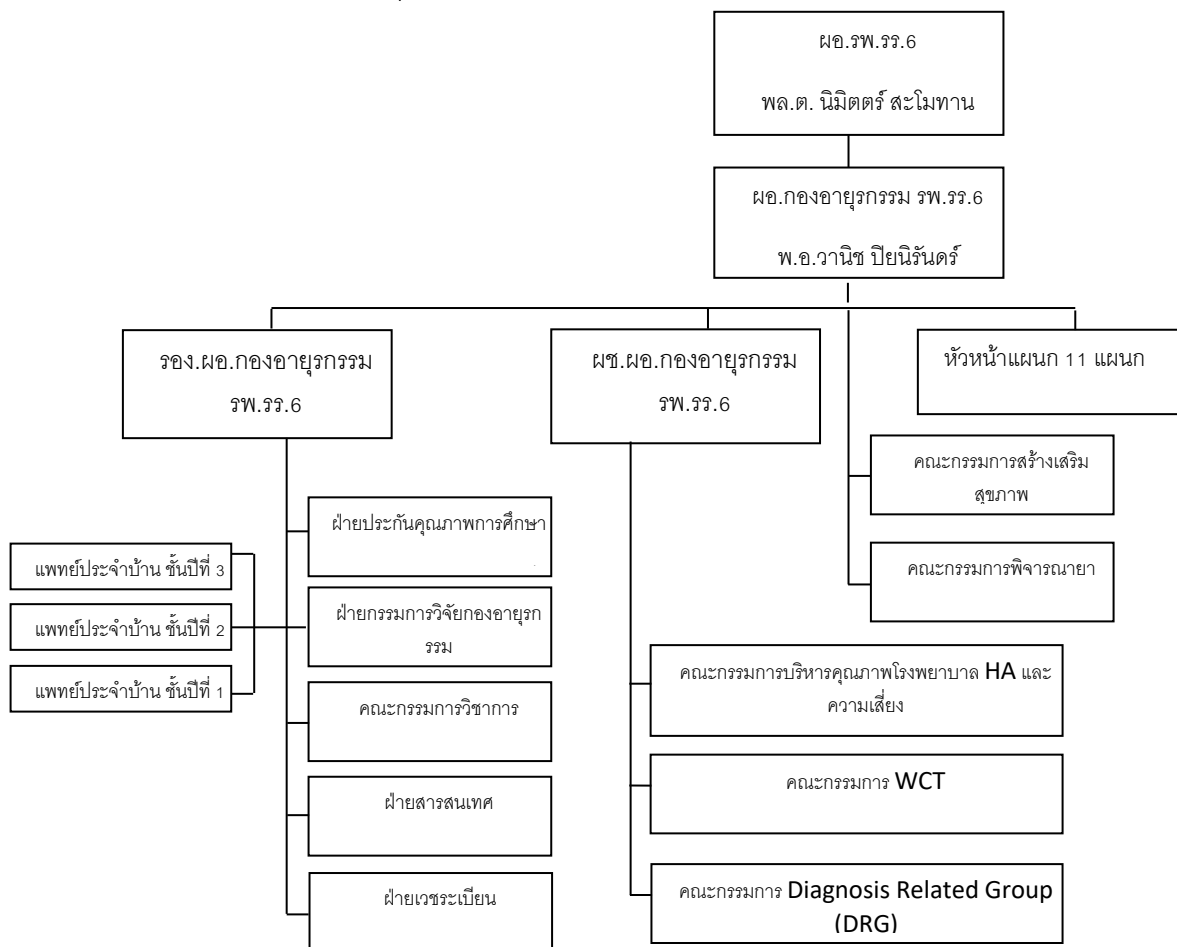 ผอ.รพ.รร.6
พล.ต. นิมิตตร์ สะโมทาน
ผอ.กองอายุรกรรม รพ.รร.6
พ.อ.วานิช ปิยนิรันดร์
รอง.ผอ.กองอายุรกรรม
รพ.รร.6
ผช.ผอ.กองอายุรกรรม
รพ.รร.6
หัวหน้าแผนก 11 แผนก
คณะกรรมการสร้างเสริม
สุขภาพ
คณะกรรมการพิจารณายา
ฝ่ายประกันคุณภาพการศึกษา
ฝ่ายกรรมการวิจัยกองอายุรก
รรม
คณะกรรมการวิชาการ
ฝ่ายสารสนเทศ
ฝ่ายเวชระเบียน
แพทย์ประจำบ้าน ชั้นปีที่ 3
แพทย์ประจำบ้าน ชั้นปีที่ 2
แพทย์ประจำบ้าน ชั้นปีที่ 1
คณะกรรมการบริหารคุณภาพโรงพยาบาล HA และ
ความเสี่ยง
คณะกรรมการ WCT
คณะกรรมการ Diagnosis Related Group
(DRG)